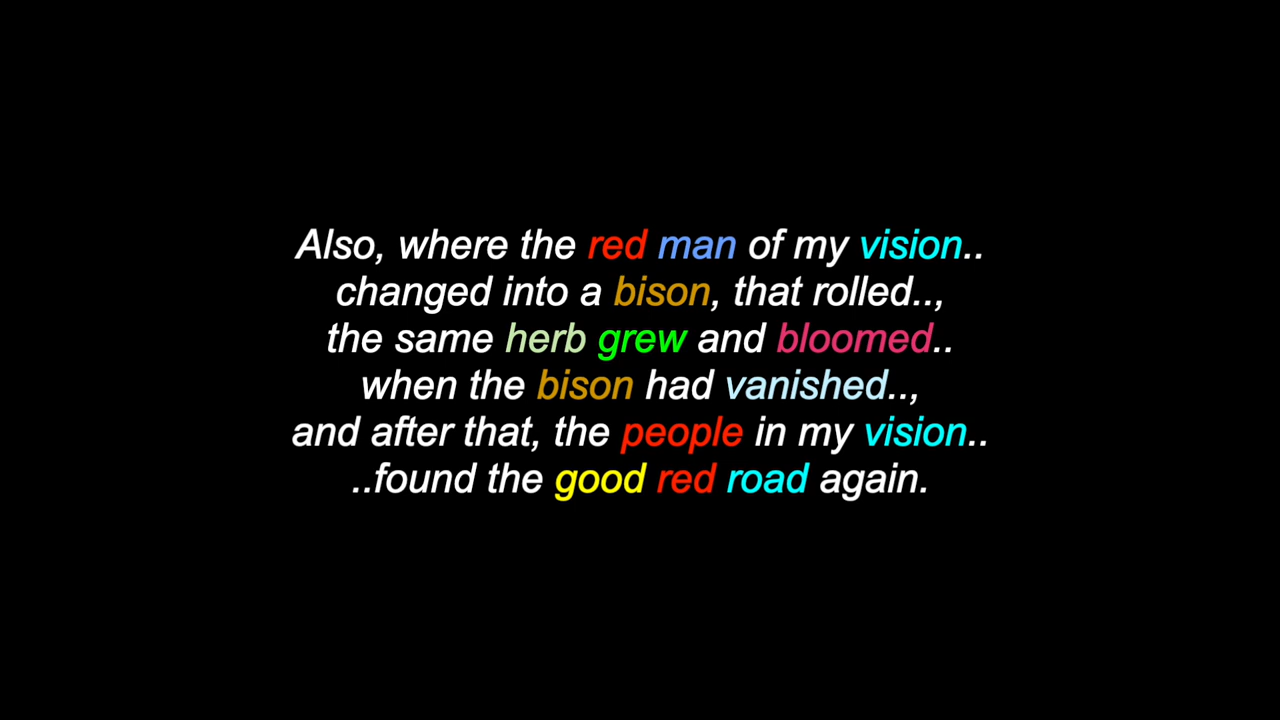 Also, where the red man of my vision..
changed into a bison, that rolled..,
the same herb grew and bloomed..
when the bison had vanished..,
and after that, the people in my vision..
..found the good red road again.